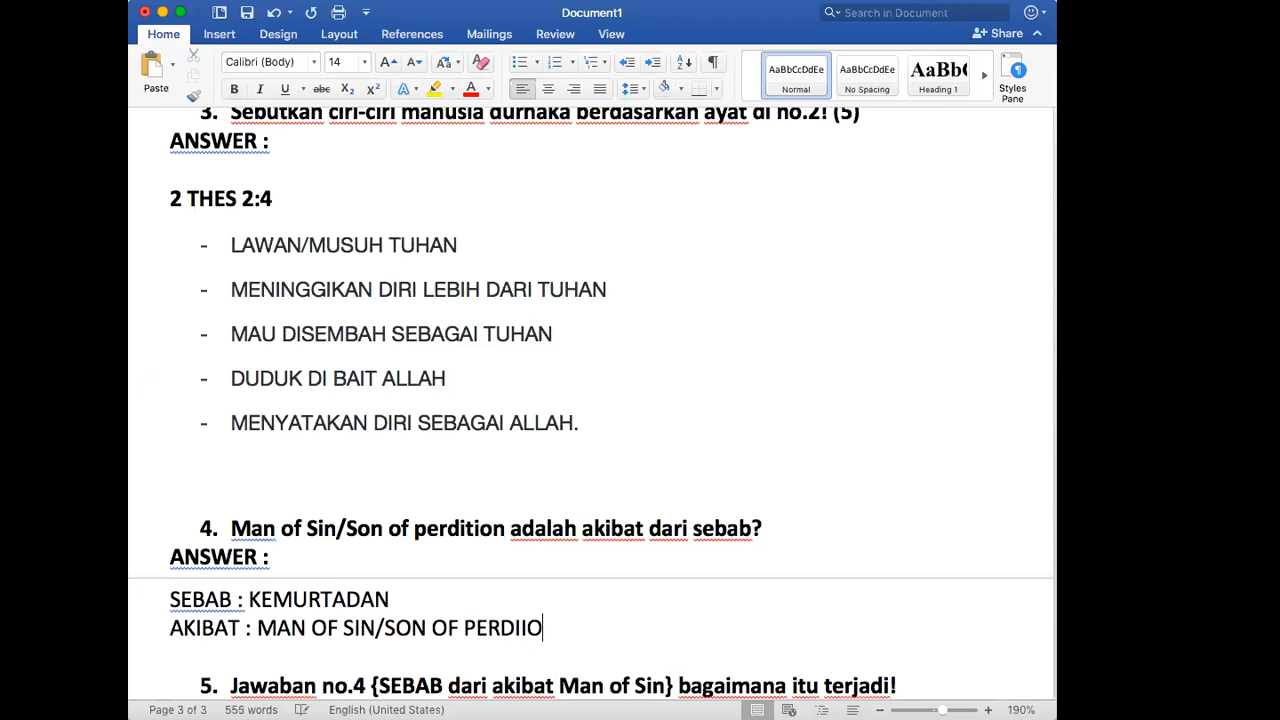 Document1
Search in Document
Home Insert Design Layout References Mailings Review View Share
Paste Calibri (Body) 14 AaBbCcDdEe AaBbCcDdEe AaBb( Styles Pane
Normal No Spacing Heading 1
3. Sebutkan ciri-ciri manusia durhaka berdasarkan ayat di no.2! (5)
ANSWER :
2 THES 2:4
- LAWAN/MUSUH TUHAN
- MENINGGIKAN DIRI LEBIH DARI TUHAN
- MAU DISEMBAH SEBAGAI TUHAN
- DUDUK DI BAIT ALLAH
- MENYATAKAN DIRI SEBAGAI ALLAH.
4. Man of Sin/Son of perdition adalah akibat dari sebab?
ANSWER :
SEBAB : KEMURTADAN
AKIBAT : MAN OF SIN/SON OF PERDIIO
5. Jawaban no.4 {SEBAB dari akibat Man of Sin} bagaimana itu terjadi!
Page 3 of 3 555 words English (United States) 190%